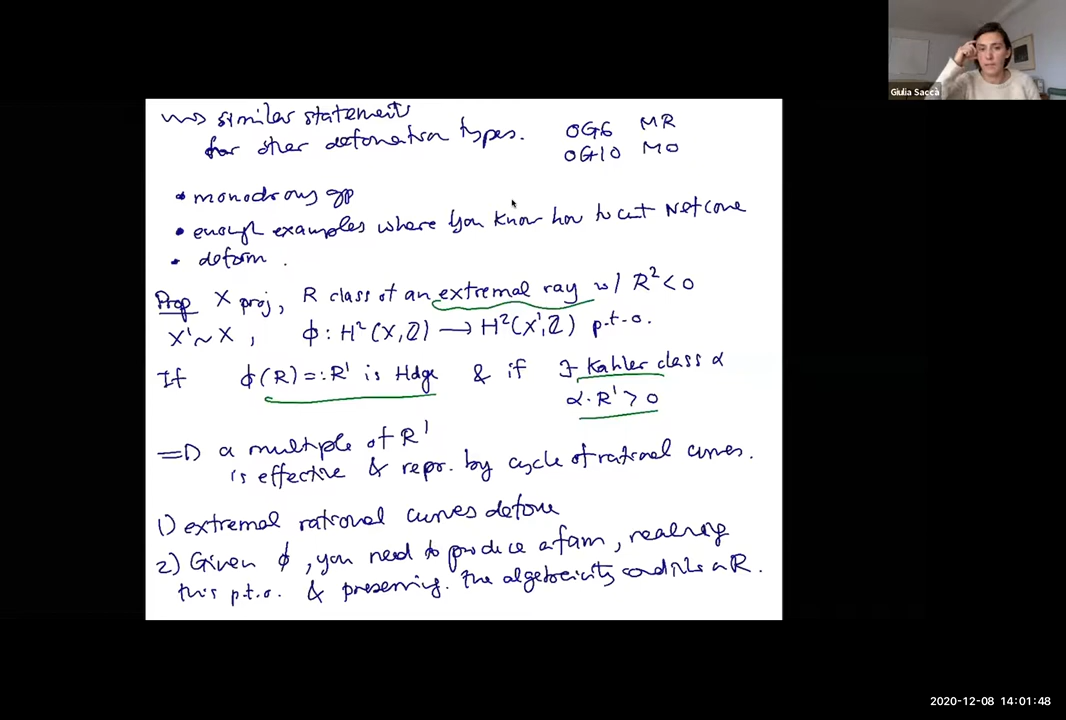 Giulia Saccà
⇝ similar statements
for other deformation types. OG6 MR
OG10 MO
• monodromy gp
• enough examples where you know how to cut Nef cone
• deform.
Prop X proj, R class of an extremal ray w/ R² < 0
X' ~ X, ϕ : H²(X, Z) → H²(X', Z) p.t.o.
If ϕ(R) =: R' is Hdge & if ∃ Kahler class α
α · R' > 0
⇒ a multiple of R'
is effective & repr. by cycle of rational curves.
1) extremal rational curves deform
2) Given ϕ, you need to produce a fam, realizing
this p.t.o. & preserving. the algebraicity condition on R.
2020-12-08 14:01:48